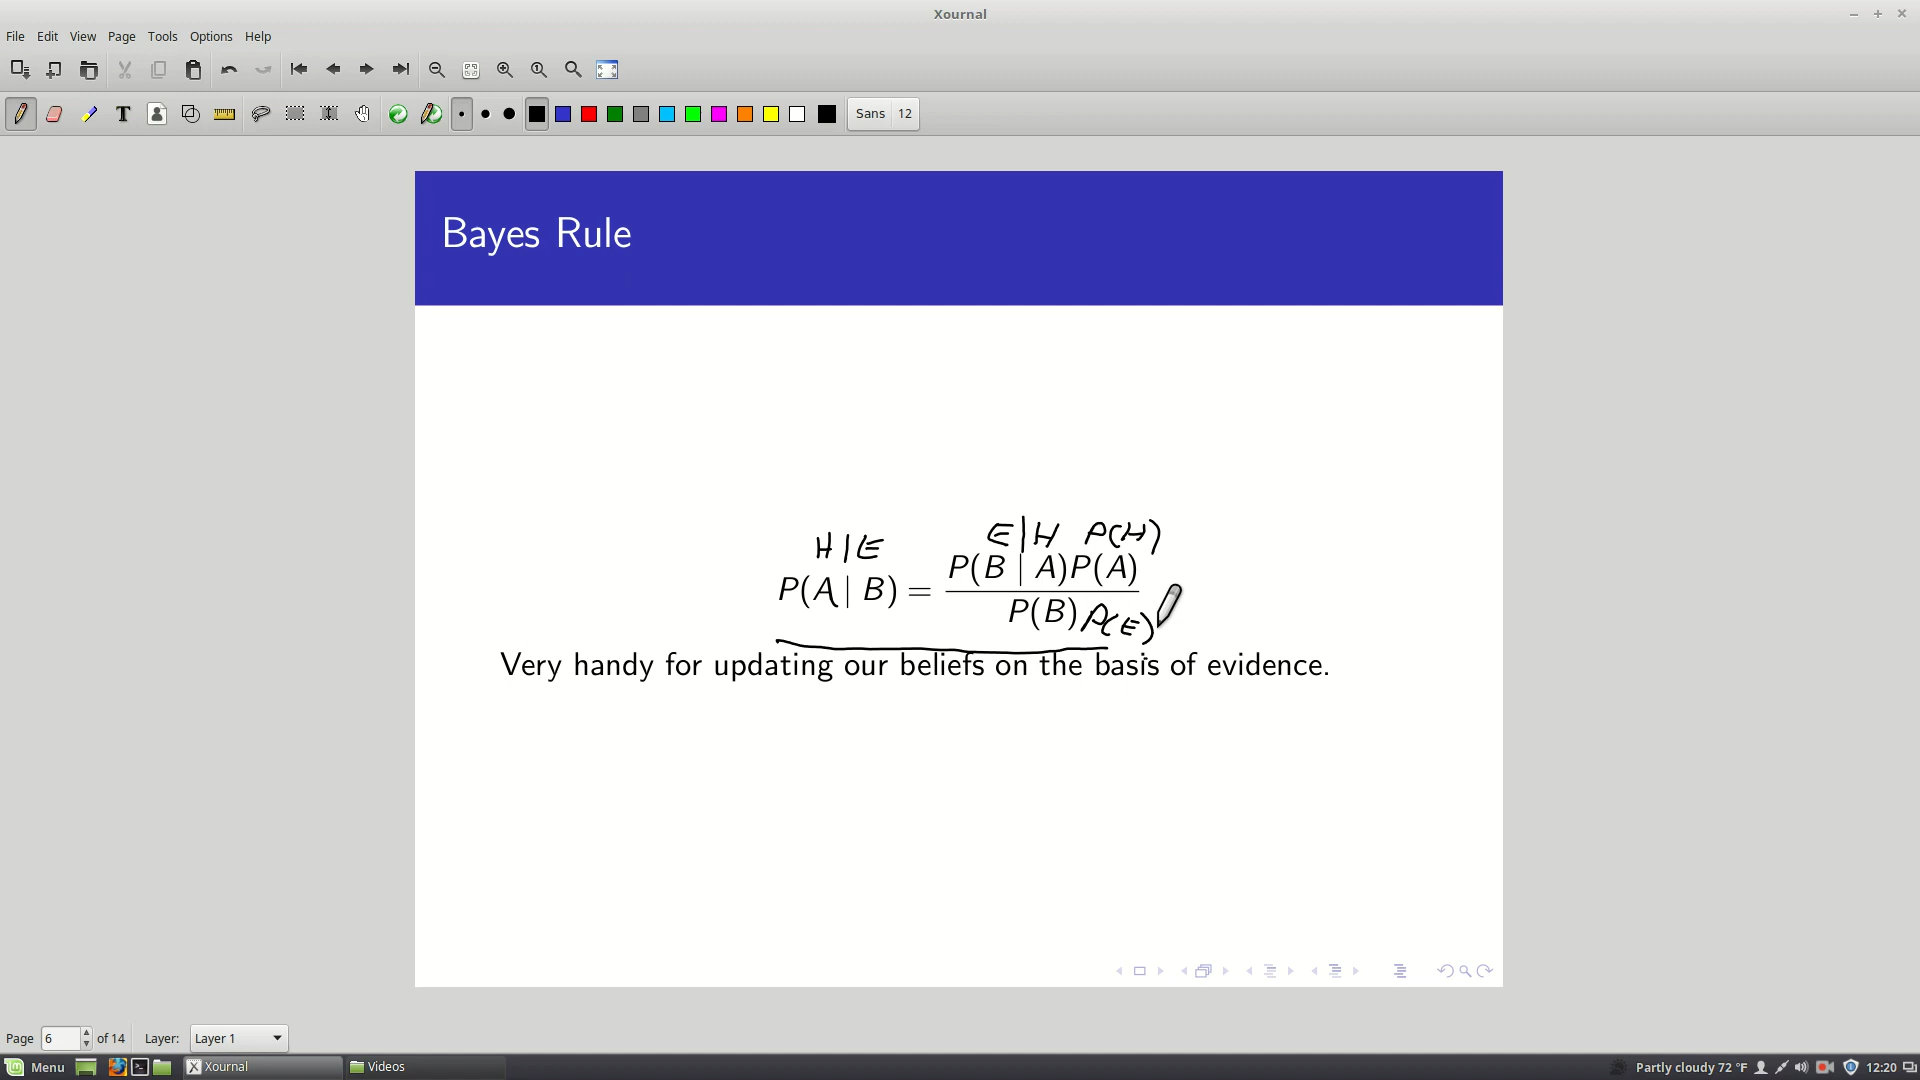 Xournal
File Edit View Page Tools Options Help
Sans 12
Bayes Rule
H|E E|H P(H)
P(A | B) = P(B | A)P(A)
P(B) P(E)
Very handy for updating our beliefs on the basis of evidence.
Page 6 of 14 Layer: Layer 1
Menu Xournal Videos Partly cloudy 72 °F 12:20